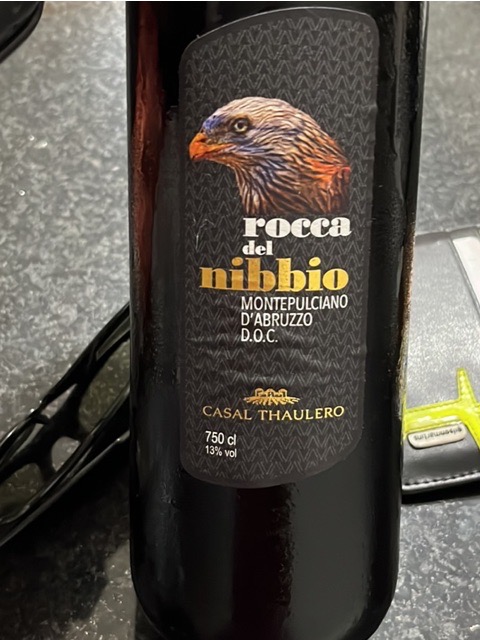 rocca
del
nibbio
MONTEPULCIANO
D'ABRUZZO
D.O.C.
CASAL THAULERO
750 cl
13% vol